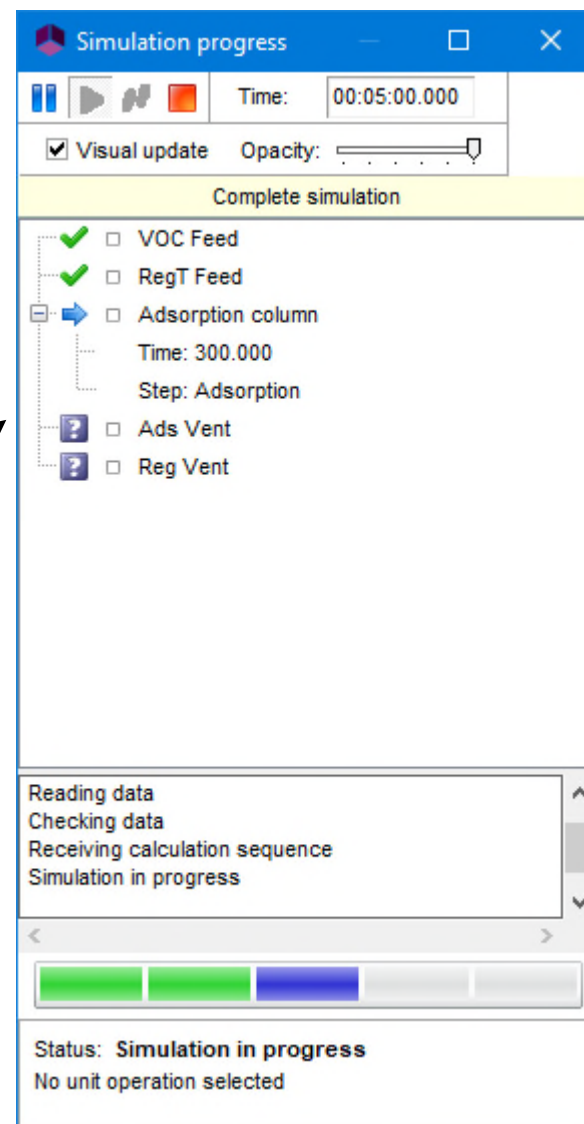 Simulation progress
Time: 00:05:00.000
Visual update Opacity:
Complete simulation
VOC Feed
RegT Feed
Adsorption column
Time: 300.000
Step: Adsorption
? Ads Vent
? Reg Vent
Reading data
Checking data
Receiving calculation sequence
Simulation in progress
Status: Simulation in progress
No unit operation selected